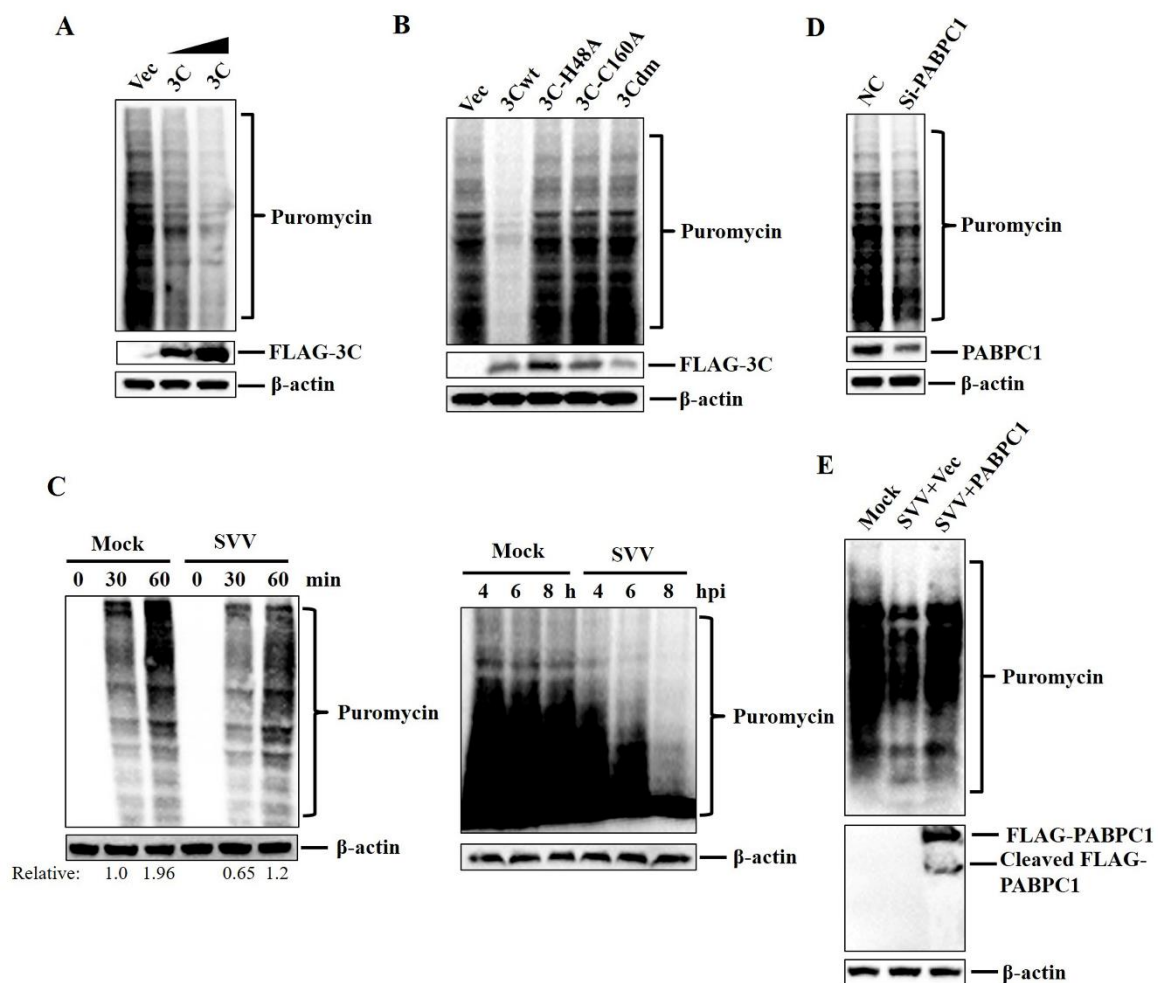 A
Vec 3C 3C
Puromycin
FLAG-3C
β-actin
B
Vec 3Cwt 3C-H48A 3C-C160A 3Cdm
Puromycin
FLAG-3C
β-actin
D
NC Si-PABPC1
Puromycin
PABPC1
β-actin
C
Mock SVV
0 30 60 0 30 60 min
Puromycin
β-actin
Relative: 1.0 1.96 0.65 1.2
Mock SVV
4 6 8 h 4 6 8 hpi
Puromycin
β-actin
E
Mock SVV+Vec SVV+PABPC1
Puromycin
FLAG-PABPC1
Cleaved FLAG-
PABPC1
β-actin